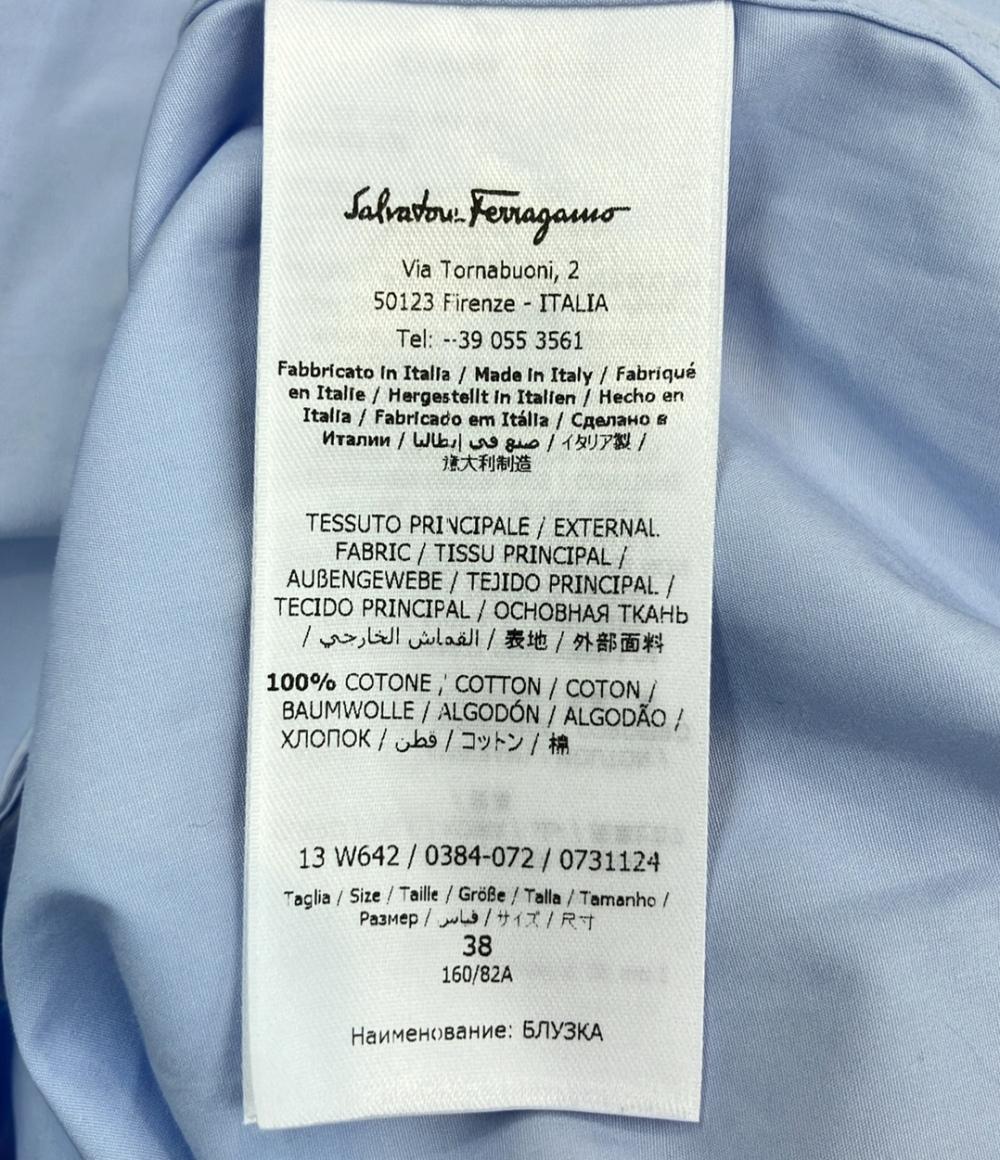 Salvatore Ferragamo
Via Tornabuoni, 2
50123 Firenze - ITALIA
Tel: --39 055 3561
Fabbricato in Italia / Made in Italy / Fabriqué
en Italie / Hergestellt in Italien / Hecho en
Italia / Fabricado em Itália / Сделано в
Италии / صنع في إيطاليا / イタリア製 /
意大利制造
TESSUTO PRINCIPALE / EXTERNAL
FABRIC / TISSU PRINCIPAL /
AUßENGEWEBE / TEJIDO PRINCIPAL /
TECIDO PRINCIPAL / ОСНОВНАЯ ТКАНЬ
/ القماش الخارجي / 表地 / 外部面料
100% COTONE / COTTON / COTON /
BAUMWOLLE / ALGODÓN / ALGODÃO /
ХЛОПОК / قطن / コットン / 棉
13 W642 / 0384-072 / 0731124
Taglia / Size / Taille / Größe / Talla / Tamanho /
Размер / قياس / サイズ / 尺寸
38
160/82A
Наименование: БЛУЗКА